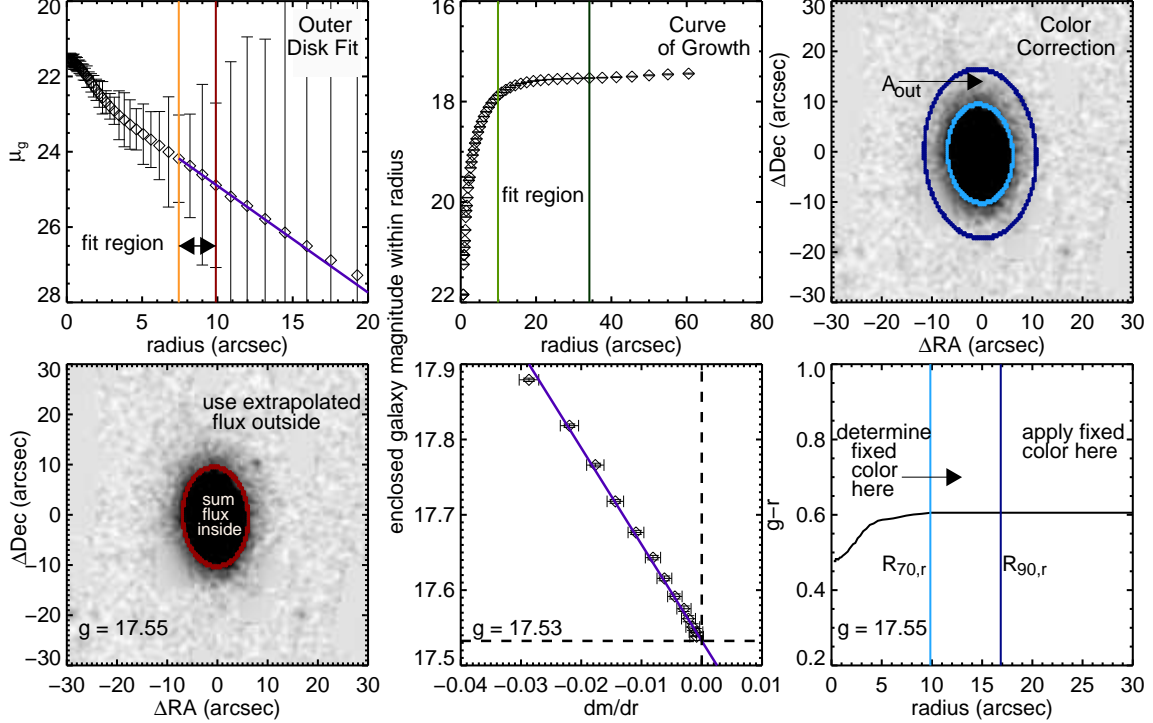 Outer
Disk Fit
fit region
μg
20
22
24
26
28
0 5 10 15 20
radius (arcsec)
Curve
of Growth
fit region
enclosed galaxy magnitude within radius
16
18
20
22
0 20 40 60 80
radius (arcsec)
Color
Correction
Aout
ΔDec (arcsec)
30
20
10
0
−10
−20
−30
−30 −20 −10 0 10 20 30
ΔRA (arcsec)
use extrapolated
flux outside
sum
flux
inside
g = 17.55
ΔDec (arcsec)
30
20
10
0
−10
−20
−30
−30 −20 −10 0 10 20 30
ΔRA (arcsec)
g = 17.53
17.9
17.8
17.7
17.6
17.5
−0.04 −0.03 −0.02 −0.01 0.00 0.01
dm/dr
determine
fixed
color
here
apply fixed
color here
R70,r
R90,r
g = 17.55
g−r
1.0
0.8
0.6
0.4
0.2
0 5 10 15 20 25 30
radius (arcsec)